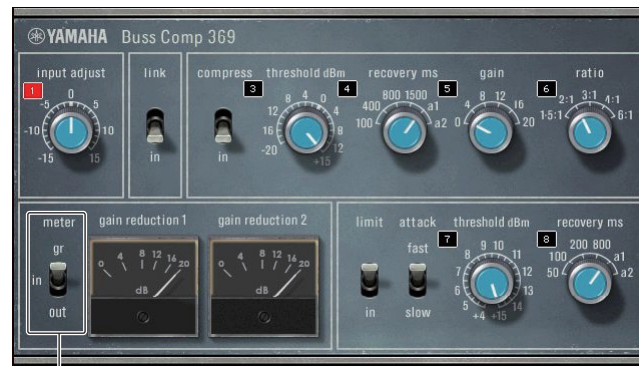 YAMAHA Buss Comp 369
input adjust
1
-15 -10 -5 0 5 10 15
link
in
compress
in
3
threshold dBm
-20 16 12 8 4 0 4 8 12 +15
4
recovery ms
100 400 800 1500 a1 a2
5
gain
0 4 8 12 16 20
6
ratio
1·5:1 2:1 3:1 4:1 6:1
meter
gr
in
out
gain reduction 1
0 4 8 12 16 20
dB
gain reduction 2
0 4 8 12 16 20
dB
limit
in
attack
fast
slow
7
threshold dBm
+4 5 6 7 8 9 10 11 12 13 14 +15
8
recovery ms
50 100 200 800 a1 a2